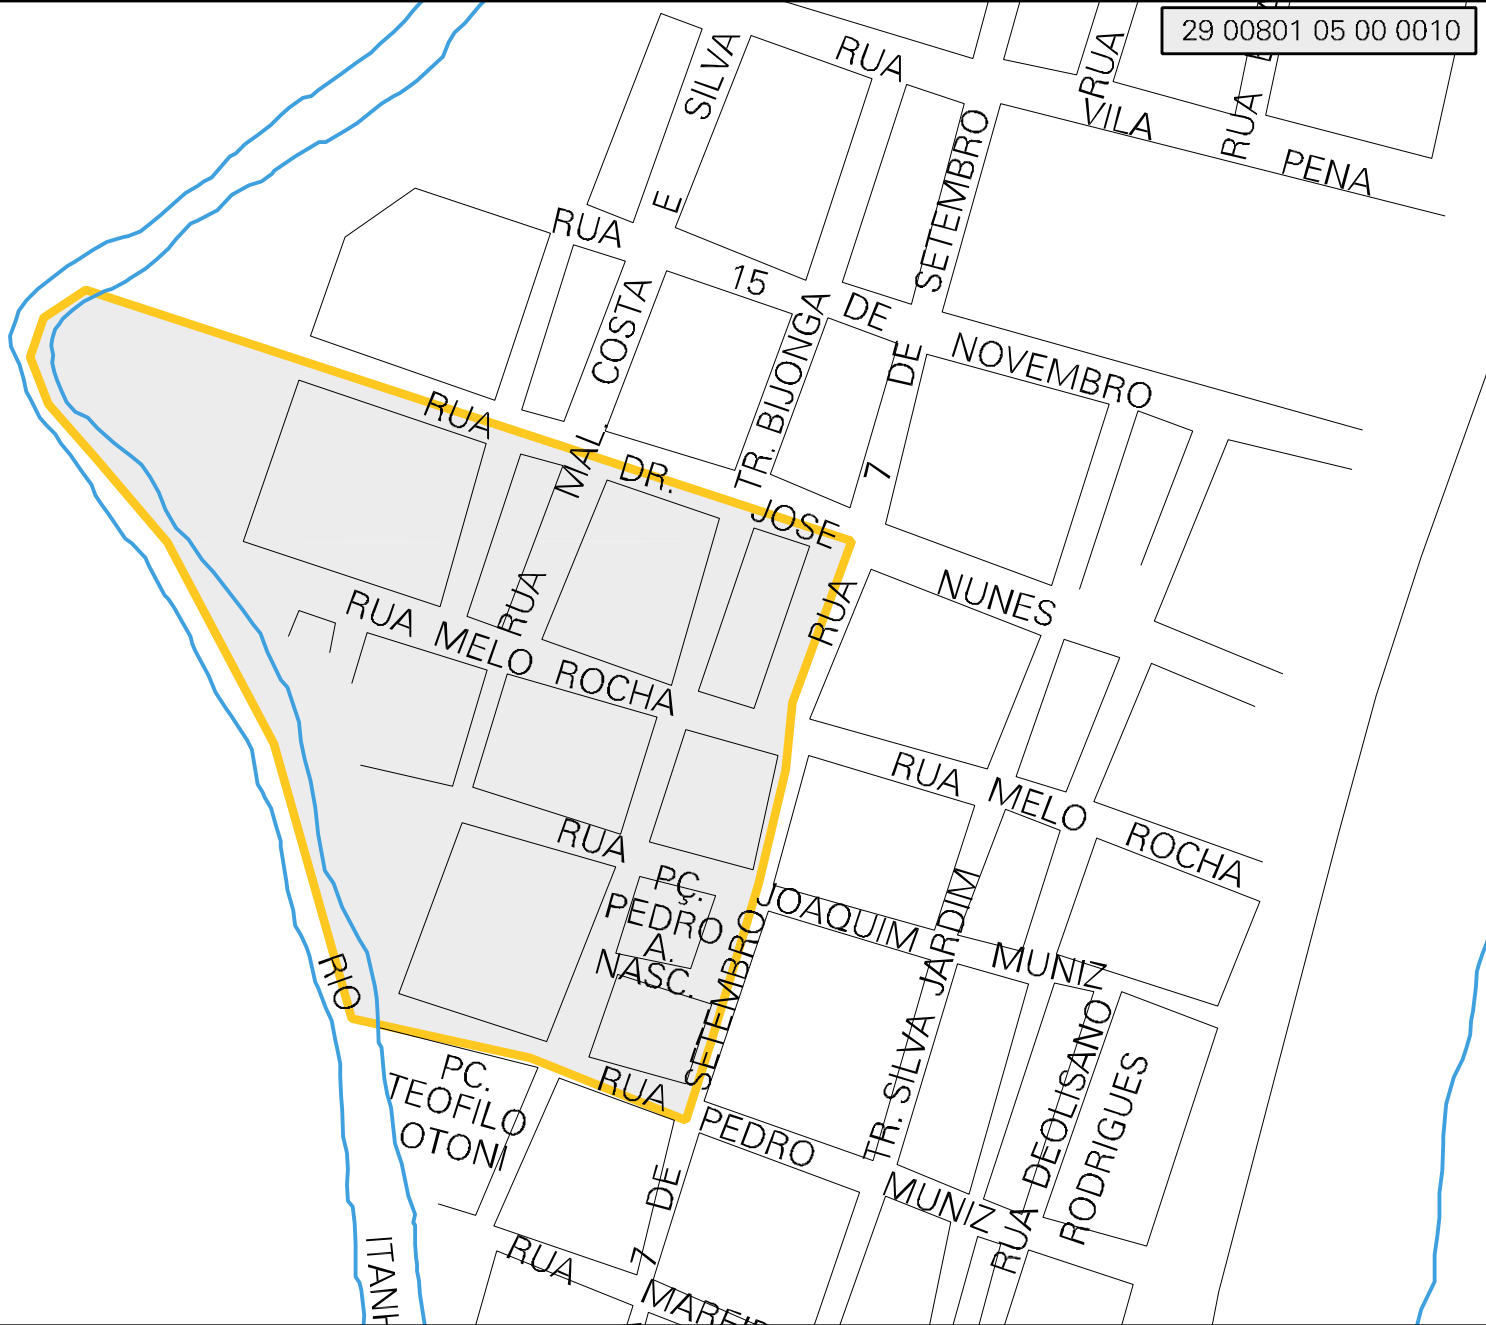 29 00801 05 00 0010
RUA
VILA
PENA
RUA
RUA
RUA 15 DE NOVEMBRO
RUA MAL. COSTA E SILVA
TR. BIJONGA
RUA 7 DE SETEMBRO
RUA DR. JOSE NUNES
RUA MELO ROCHA
RUA MELO ROCHA
RUA JOAQUIM MUNIZ
PÇ.
PEDRO
A.
NASC.
7 DE SETEMBRO
TR. SILVA JARDIM
RUA DEOLISANO
RODRIGUES
RUA PEDRO MUNIZ
PC.
TEOFILO
OTONI
RIO
RUA